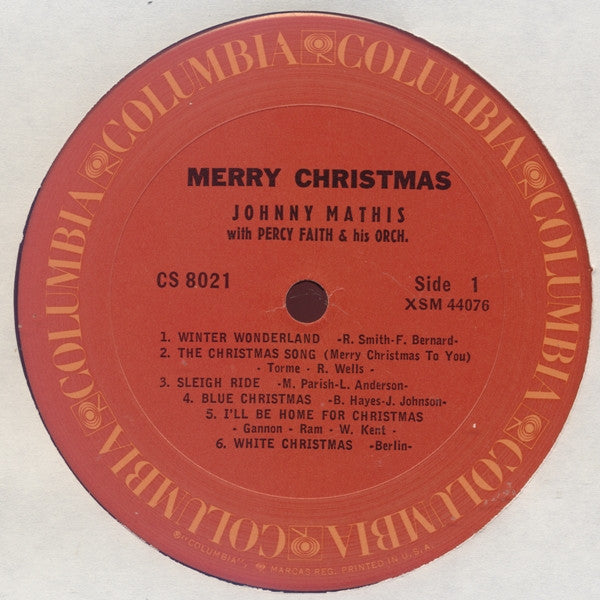 COLUMBIA COLUMBIA COLUMBIA COLUMBIA COLUMBIA COLUMBIA
MERRY CHRISTMAS
JOHNNY MATHIS
with PERCY FAITH & his ORCH.
CS 8021
Side 1
XSM 44076
1. WINTER WONDERLAND -R. Smith-F. Bernard-
2. THE CHRISTMAS SONG (Merry Christmas To You)
- Torme - R. Wells -
3. SLEIGH RIDE -M. Parish-L. Anderson-
4. BLUE CHRISTMAS -B. Hayes-J. Johnson-
5. I'LL BE HOME FOR CHRISTMAS
- Gannon - Ram - W. Kent -
6. WHITE CHRISTMAS -Berlin-
"COLUMBIA", MARCAS REG. PRINTED IN U.S.A.